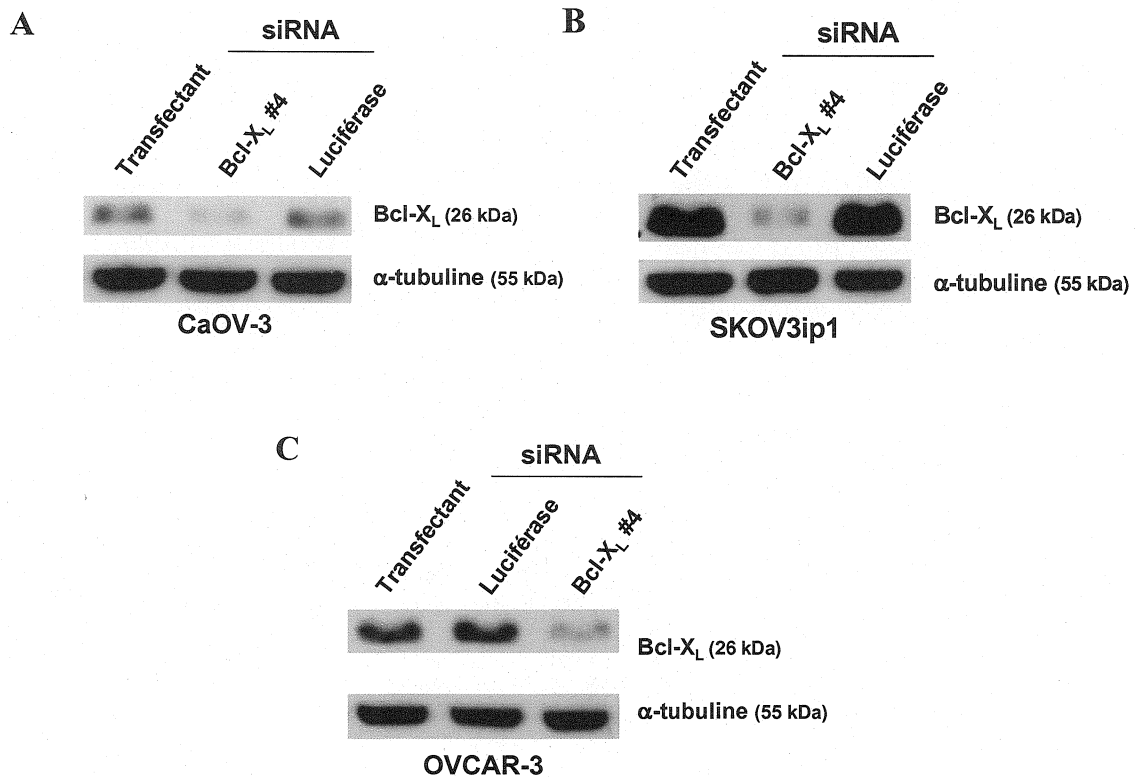 A
siRNA
Transfectant
Bcl-XL #4
Luciférase
Bcl-XL (26 kDa)
α-tubuline (55 kDa)
CaOV-3
B
siRNA
Transfectant
Bcl-XL #4
Luciférase
Bcl-XL (26 kDa)
α-tubuline (55 kDa)
SKOV3ip1
C
siRNA
Transfectant
Luciférase
Bcl-XL #4
Bcl-XL (26 kDa)
α-tubuline (55 kDa)
OVCAR-3